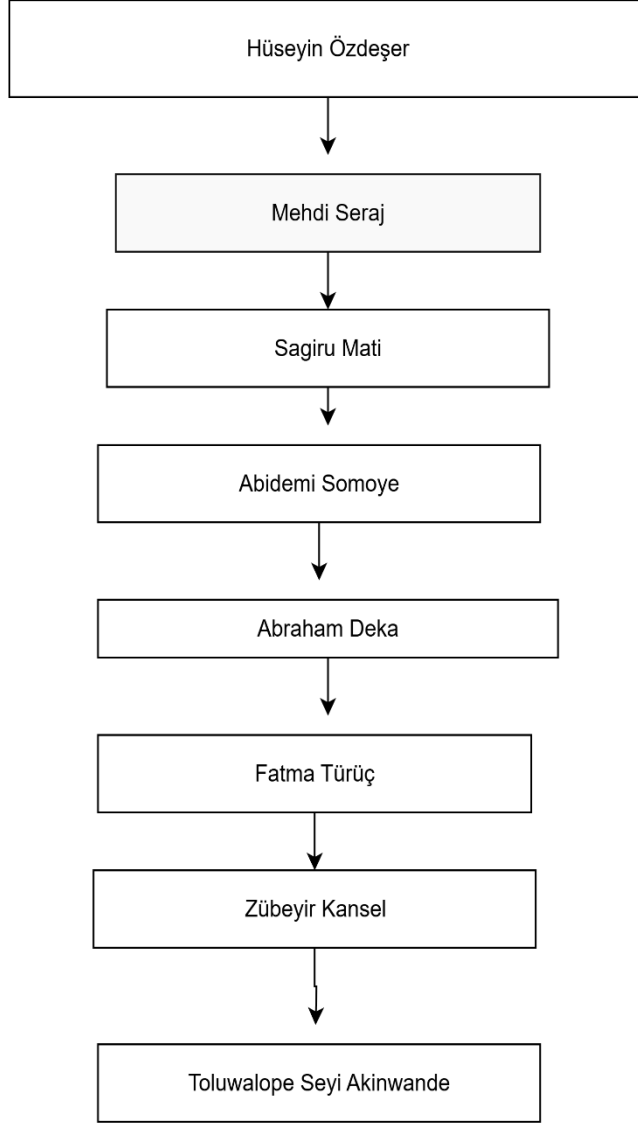 Hüseyin Özdeşer
Mehdi Seraj
Sagiru Mati
Abidemi Somoye
Abraham Deka
Fatma Türüç
Zübeyir Kansel
Toluwalope Seyi Akinwande